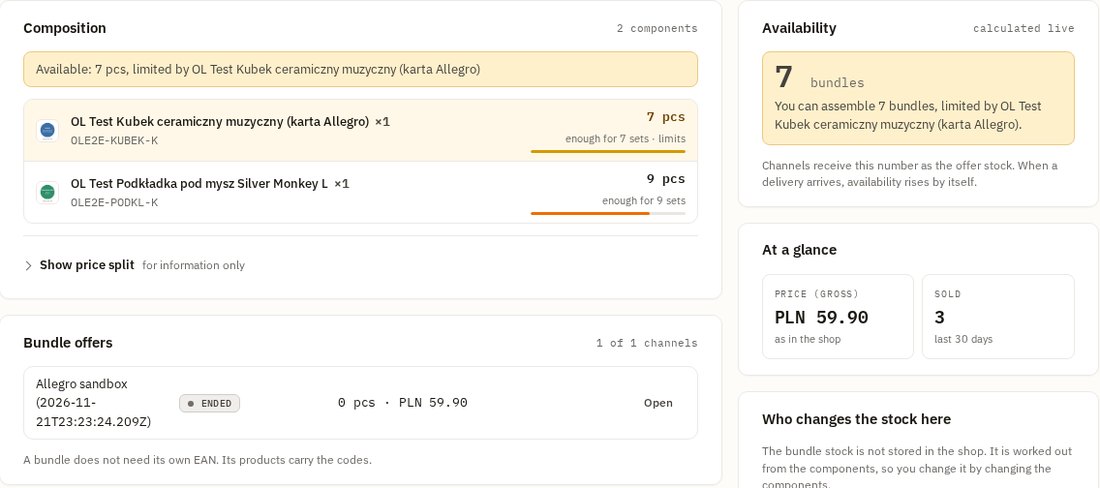 Composition
2 components
Available: 7 pcs, limited by OL Test Kubek ceramiczny muzyczny (karta Allegro)
OL Test Kubek ceramiczny muzyczny (karta Allegro) ×1
OLE2E-KUBEK-K
7 pcs
enough for 7 sets · limits
OL Test Podkładka pod mysz Silver Monkey L ×1
OLE2E-PODKL-K
9 pcs
enough for 9 sets
Show price split for information only
Bundle offers
1 of 1 channels
Allegro sandbox
(2026-11-
21T23:23:24.209Z)
ENDED
0 pcs · PLN 59.90
Open
A bundle does not need its own EAN. Its products carry the codes.
Availability
calculated live
7 bundles
You can assemble 7 bundles, limited by OL Test
Kubek ceramiczny muzyczny (karta Allegro).
Channels receive this number as the offer stock. When a
delivery arrives, availability rises by itself.
At a glance
PRICE (GROSS)
PLN 59.90
as in the shop
SOLD
3
last 30 days
Who changes the stock here
The bundle stock is not stored in the shop. It is worked out
from the components, so you change it by changing the
components.